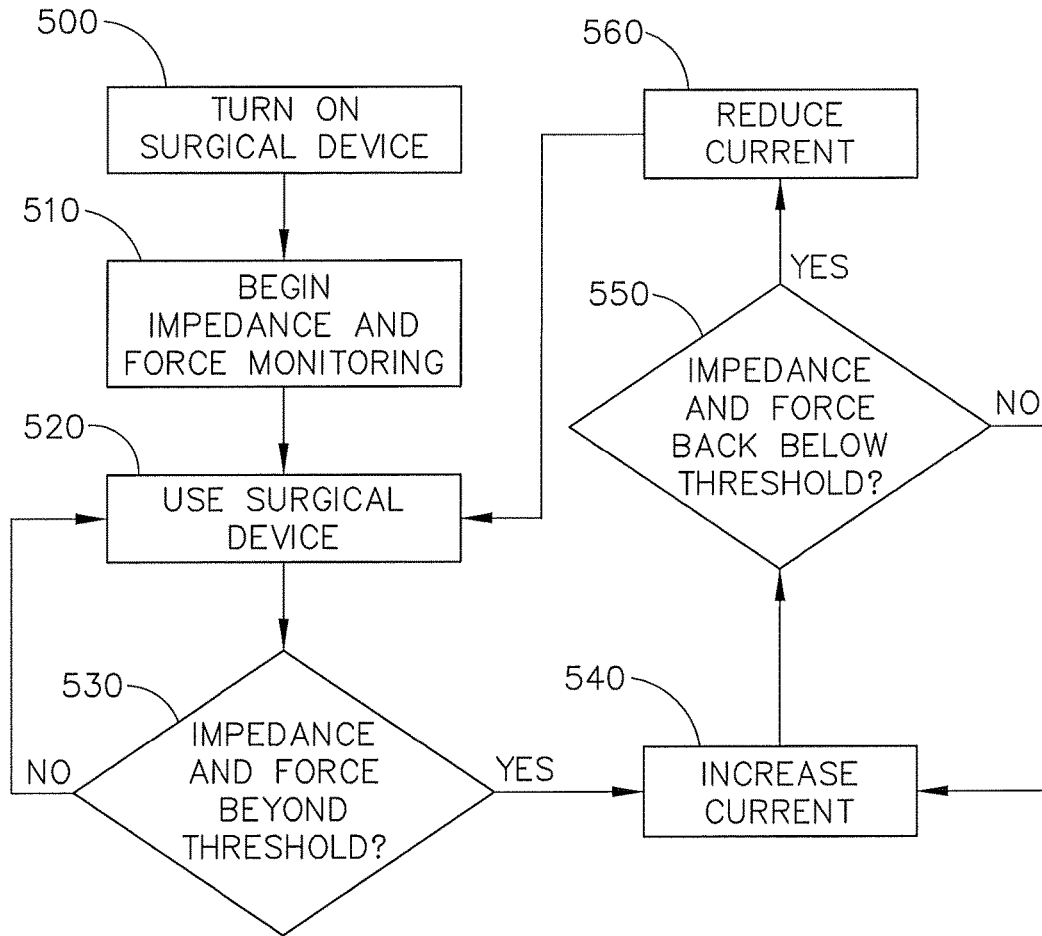 500
TURN ON
SURGICAL DEVICE
510
BEGIN
IMPEDANCE AND
FORCE MONITORING
520
USE SURGICAL
DEVICE
530
IMPEDANCE
AND FORCE
BEYOND
THRESHOLD?
NO
YES
540
INCREASE
CURRENT
550
IMPEDANCE
AND FORCE
BACK BELOW
THRESHOLD?
NO
YES
560
REDUCE
CURRENT